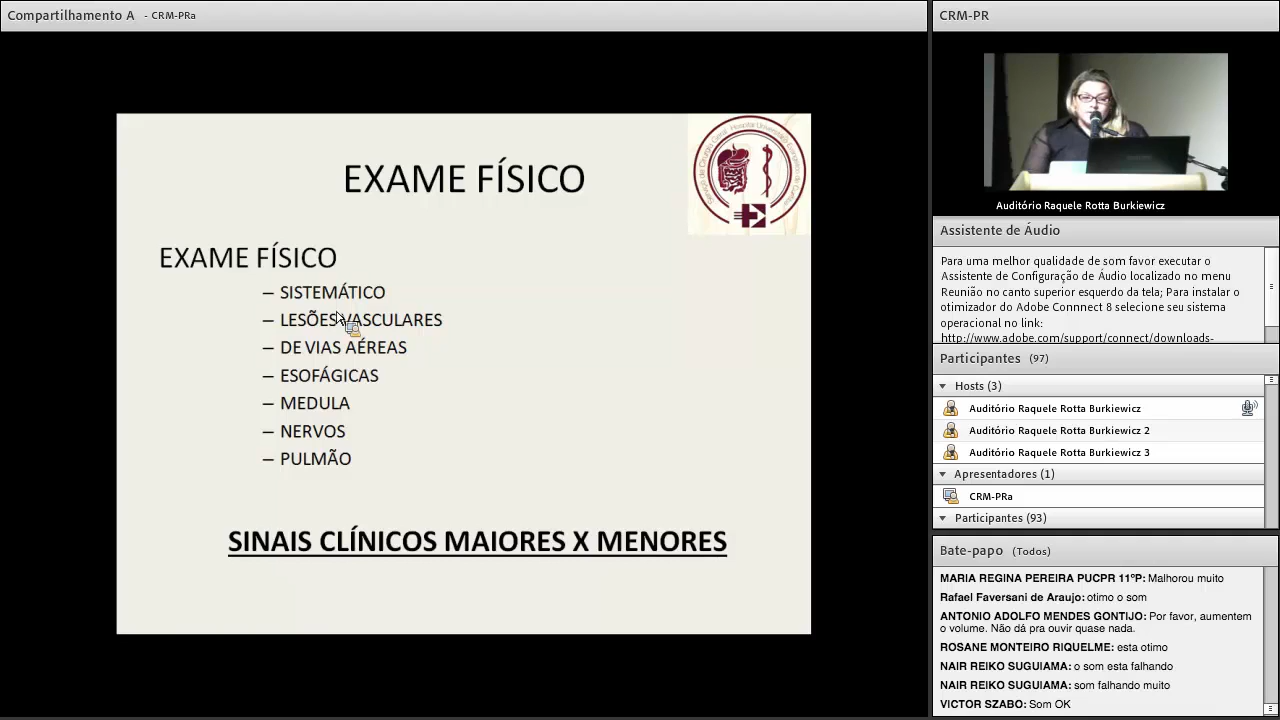 Compartilhamento A - CRM-PRa
EXAME FÍSICO
EXAME FÍSICO
– SISTEMÁTICO
– LESÕES VASCULARES
– DE VIAS AÉREAS
– ESOFÁGICAS
– MEDULA
– NERVOS
– PULMÃO
SINAIS CLÍNICOS MAIORES X MENORES
CRM-PR
Auditório Raquele Rotta Burkiewicz
Assistente de Áudio
Para uma melhor qualidade de som favor executar o
Assistente de Configuração de Áudio localizado no menu
Reunião no canto superior esquerdo da tela; Para instalar o
otimizador do Adobe Connnect 8 selecione seu sistema
operacional no link:
http://www.adobe.com/support/connect/downloads-
Participantes (97)
Hosts (3)
Auditório Raquele Rotta Burkiewicz
Auditório Raquele Rotta Burkiewicz 2
Auditório Raquele Rotta Burkiewicz 3
Apresentadores (1)
CRM-PRa
Participantes (93)
Bate-papo (Todos)
MARIA REGINA PEREIRA PUCPR 11ºP: Malhorou muito
Rafael Faversani de Araujo: otimo o som
ANTONIO ADOLFO MENDES GONTIJO: Por favor, aumentem
o volume. Não dá pra ouvir quase nada.
ROSANE MONTEIRO RIQUELME: esta otimo
NAIR REIKO SUGUIAMA: o som esta falhando
NAIR REIKO SUGUIAMA: som falhando muito
VICTOR SZABO: Som OK